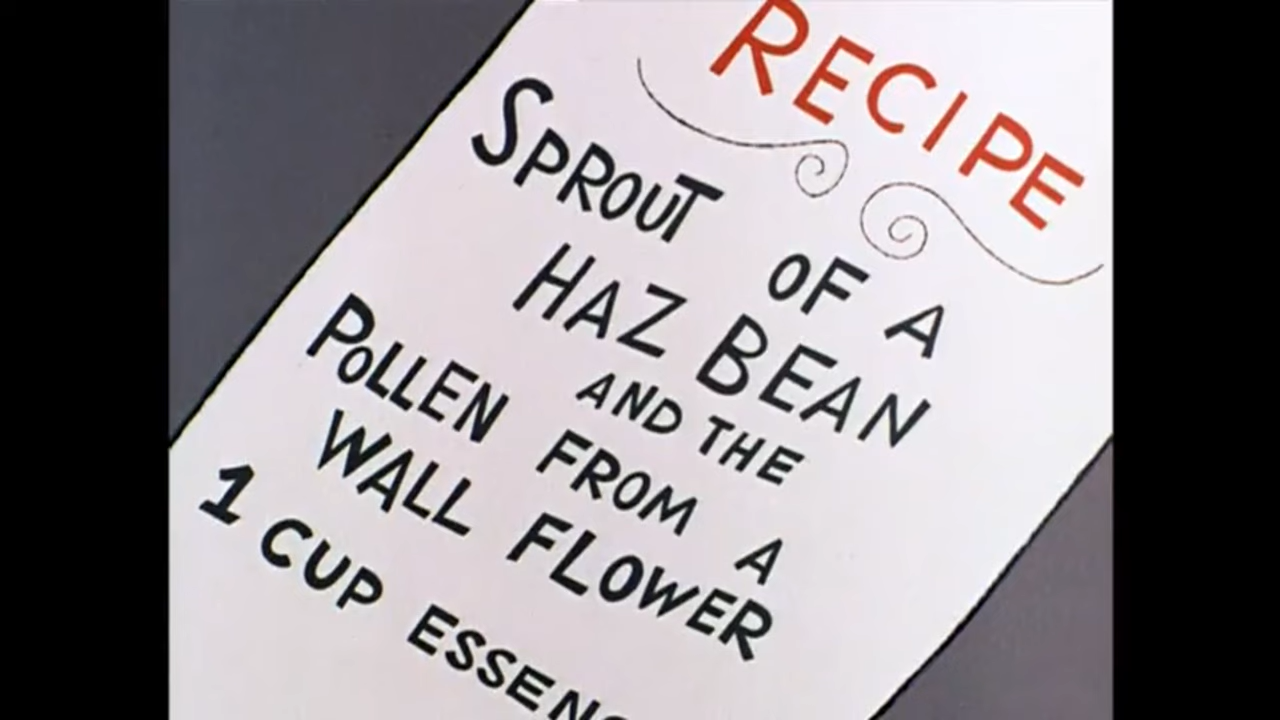 RECIPE
SPROUT OF A
HAZ BEAN
AND THE
POLLEN FROM A
WALL FLOWER
1 CUP